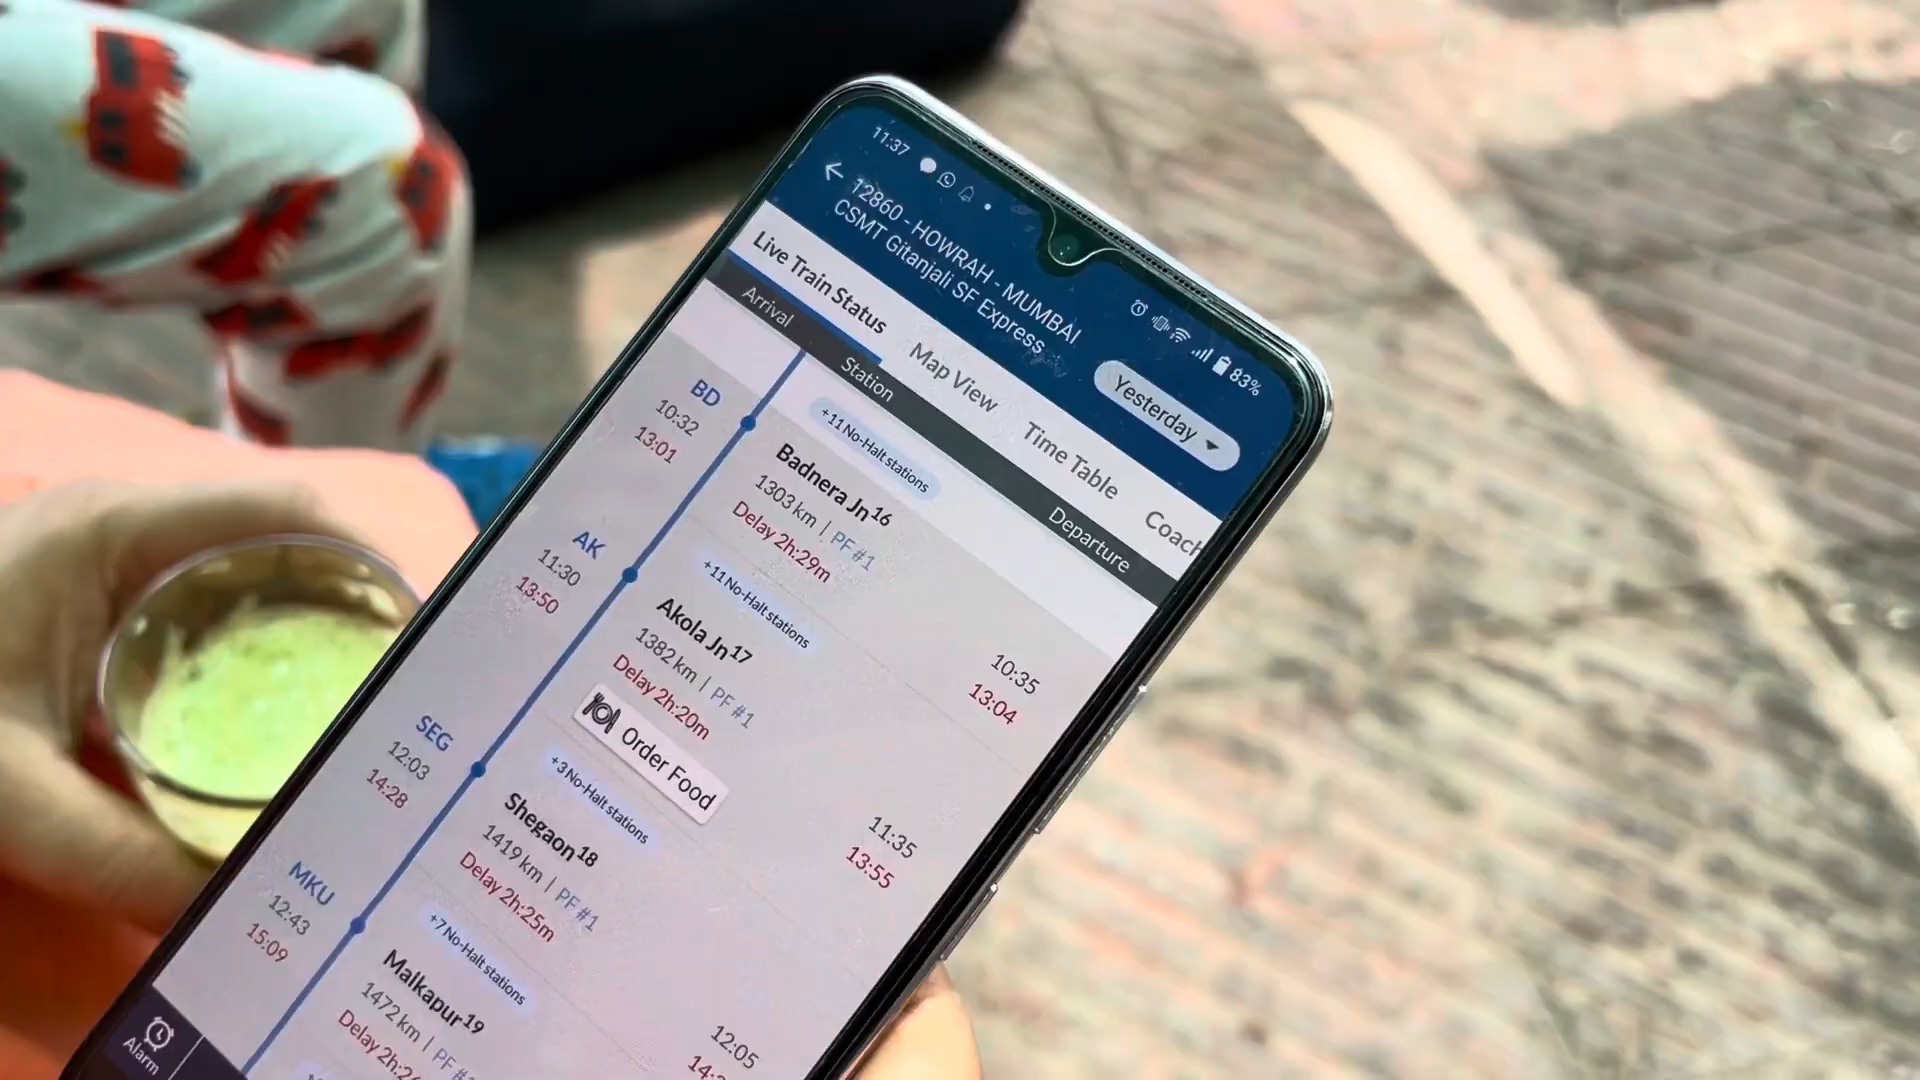 11:37
83%
12860 - HOWRAH - MUMBAI
CSMT Gitanjali SF Express
Yesterday
Live Train Status
Map View
Time Table
Coach
Arrival
Station
Departure
+11 No-Halt stations
BD
10:32
13:01
Badnera Jn 16
1303 km | PF #1
Delay 2h:29m
10:35
13:04
+11 No-Halt stations
AK
11:30
13:50
Akola Jn 17
1382 km | PF #1
Delay 2h:20m
Order Food
11:35
13:55
+3 No-Halt stations
SEG
12:03
14:28
Shegaon 18
1419 km | PF #1
Delay 2h:25m
12:05
+7 No-Halt stations
MKU
12:43
15:09
Malkapur 19
1472 km | PF #
Delay
Alarm